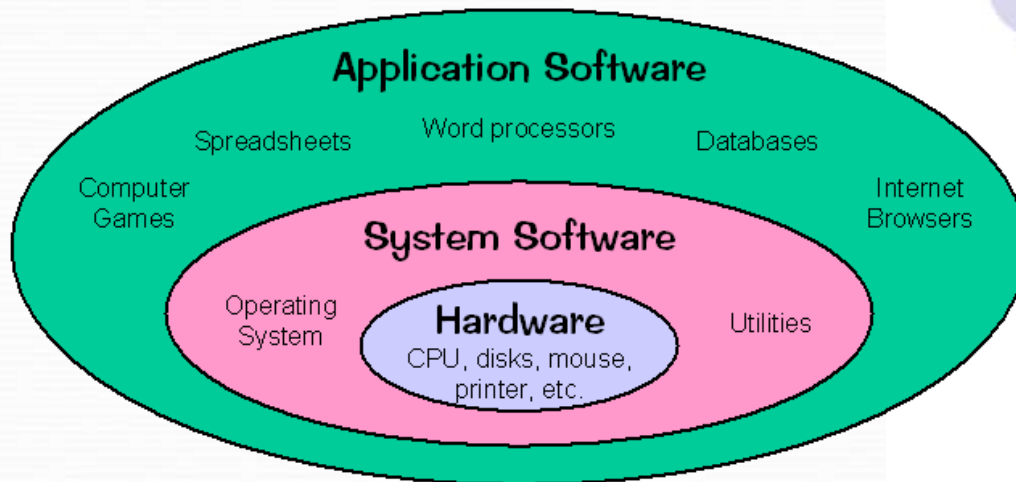 Application Software
Word processors
Spreadsheets
Databases
Computer
Games
Internet
Browsers
System Software
Operating
System
Utilities
Hardware
CPU, disks, mouse,
printer, etc.